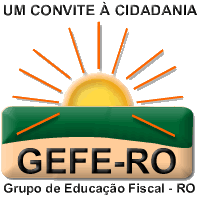 UM CONVITE À CIDADANIA
GEFE-RO
Grupo de Educação Fiscal - RO